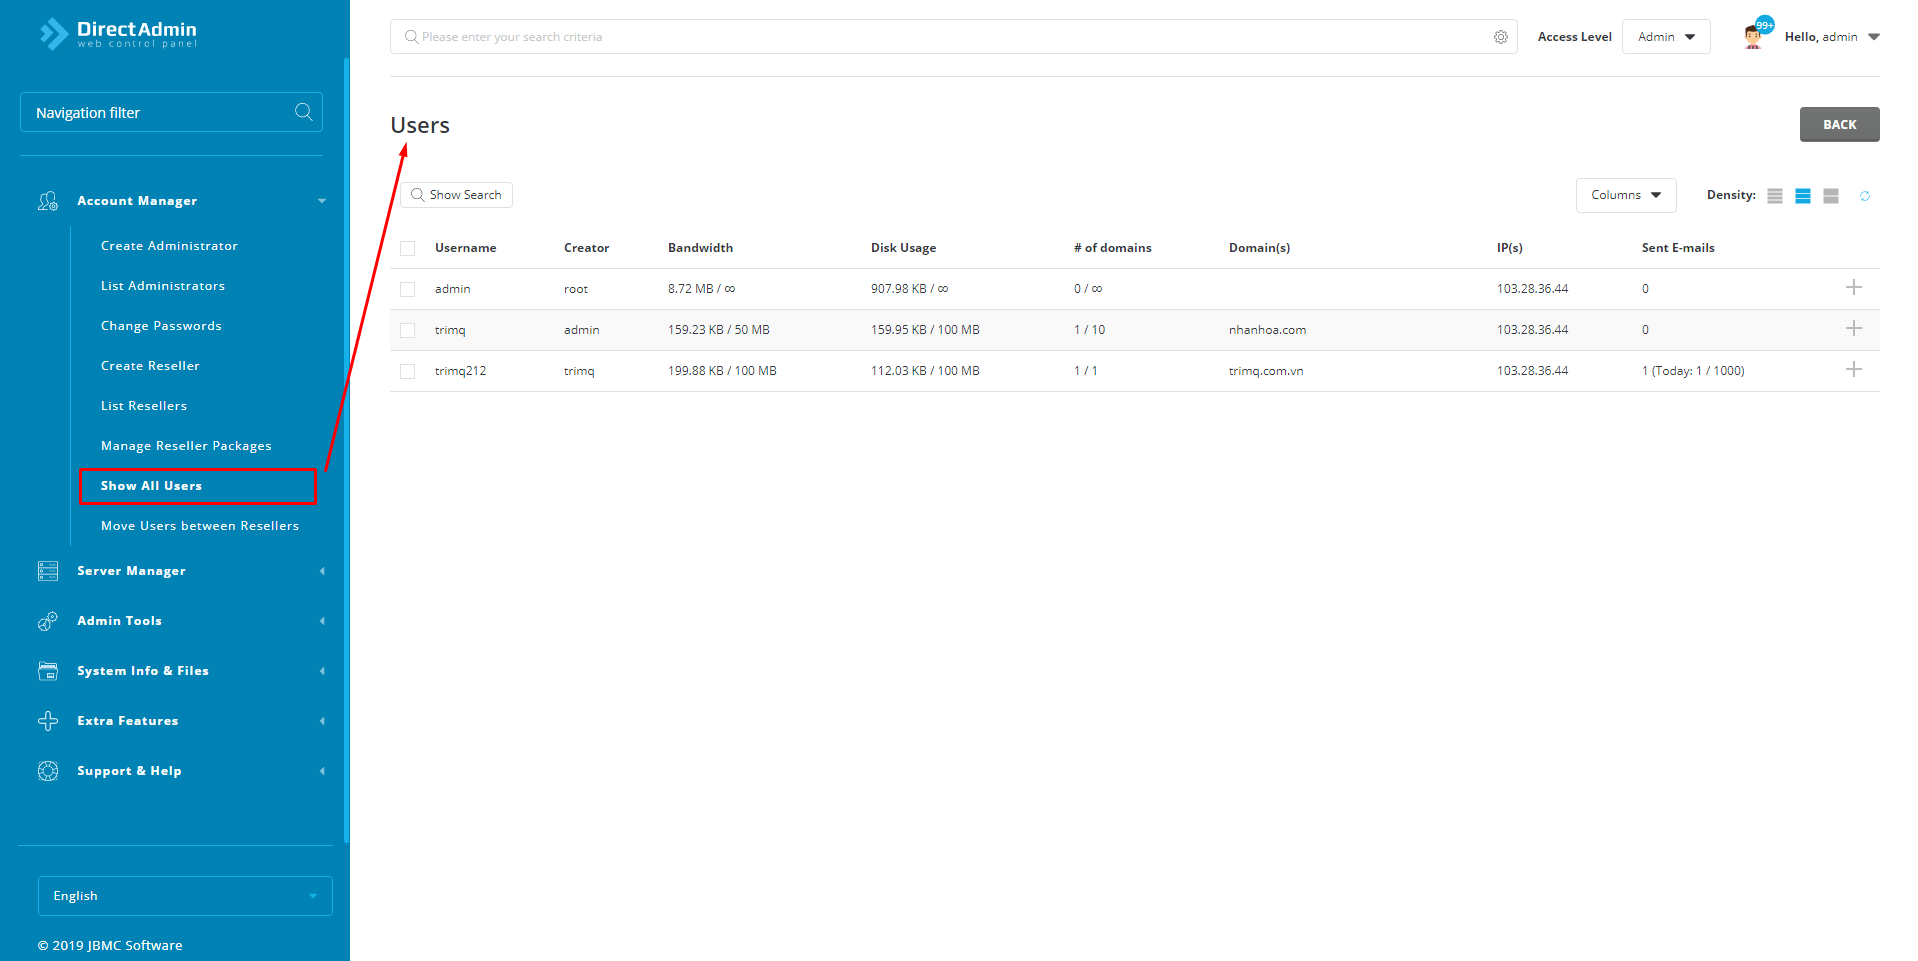 DirectAdmin
web control panel
Please enter your search criteria
Access Level
Admin
99+
Hello, admin
Navigation filter
Users
BACK
Account Manager
Create Administrator
List Administrators
Change Passwords
Create Reseller
List Resellers
Manage Reseller Packages
Show All Users
Move Users between Resellers
Server Manager
Admin Tools
System Info & Files
Extra Features
Support & Help
English
© 2019 JBMC Software
Show Search
Columns
Density:
Username Creator Bandwidth Disk Usage # of domains Domain(s) IP(s) Sent E-mails
admin root 8.72 MB / ∞ 907.98 KB / ∞ 0 / ∞ 103.28.36.44 0
trimq admin 159.23 KB / 50 MB 159.95 KB / 100 MB 1 / 10 nhanhoa.com 103.28.36.44 0
trimq212 trimq 199.88 KB / 100 MB 112.03 KB / 100 MB 1 / 1 trimq.com.vn 103.28.36.44 1 (Today: 1 / 1000)